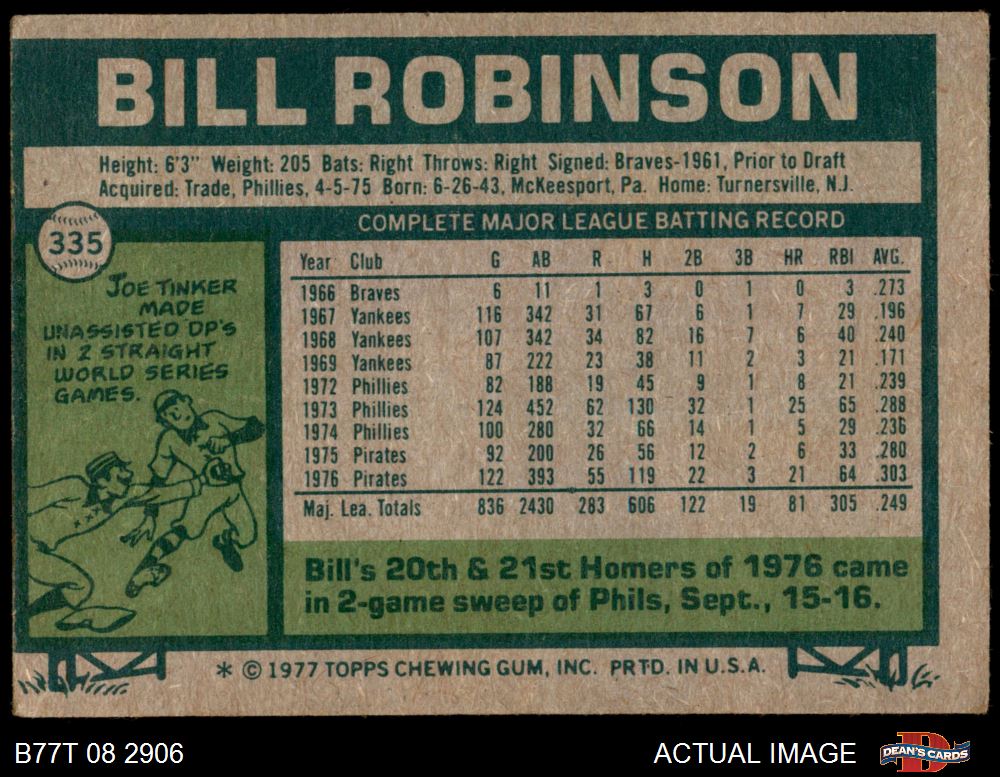 BILL ROBINSON
Height: 6'3" Weight: 205 Bats: Right Throws: Right Signed: Braves-1961, Prior to Draft
Acquired: Trade, Phillies, 4-5-75 Born: 6-26-43, McKeesport, Pa. Home: Turnersville, N.J.
335
COMPLETE MAJOR LEAGUE BATTING RECORD
JOE TINKER
MADE
UNASSISTED DP'S
IN 2 STRAIGHT
WORLD SERIES
GAMES.
Year Club G AB R H 2B 3B HR RBI AVG.
1966 Braves 6 11 1 3 0 1 0 3 .273
1967 Yankees 116 342 31 67 6 1 7 29 .196
1968 Yankees 107 342 34 82 16 7 6 40 .240
1969 Yankees 87 222 23 38 11 2 3 21 .171
1972 Phillies 82 188 19 45 9 1 8 21 .239
1973 Phillies 124 452 62 130 32 1 25 65 .288
1974 Phillies 100 280 32 66 14 1 5 29 .236
1975 Pirates 92 200 26 56 12 2 6 33 .280
1976 Pirates 122 393 55 119 22 3 21 64 .303
Maj. Lea. Totals 836 2430 283 606 122 19 81 305 .249
Bill's 20th & 21st Homers of 1976 came
in 2-game sweep of Phils, Sept., 15-16.
* © 1977 TOPPS CHEWING GUM, INC. PRTD. IN U.S.A.
B77T 08 2906
ACTUAL IMAGE
D
DEAN'S CARDS